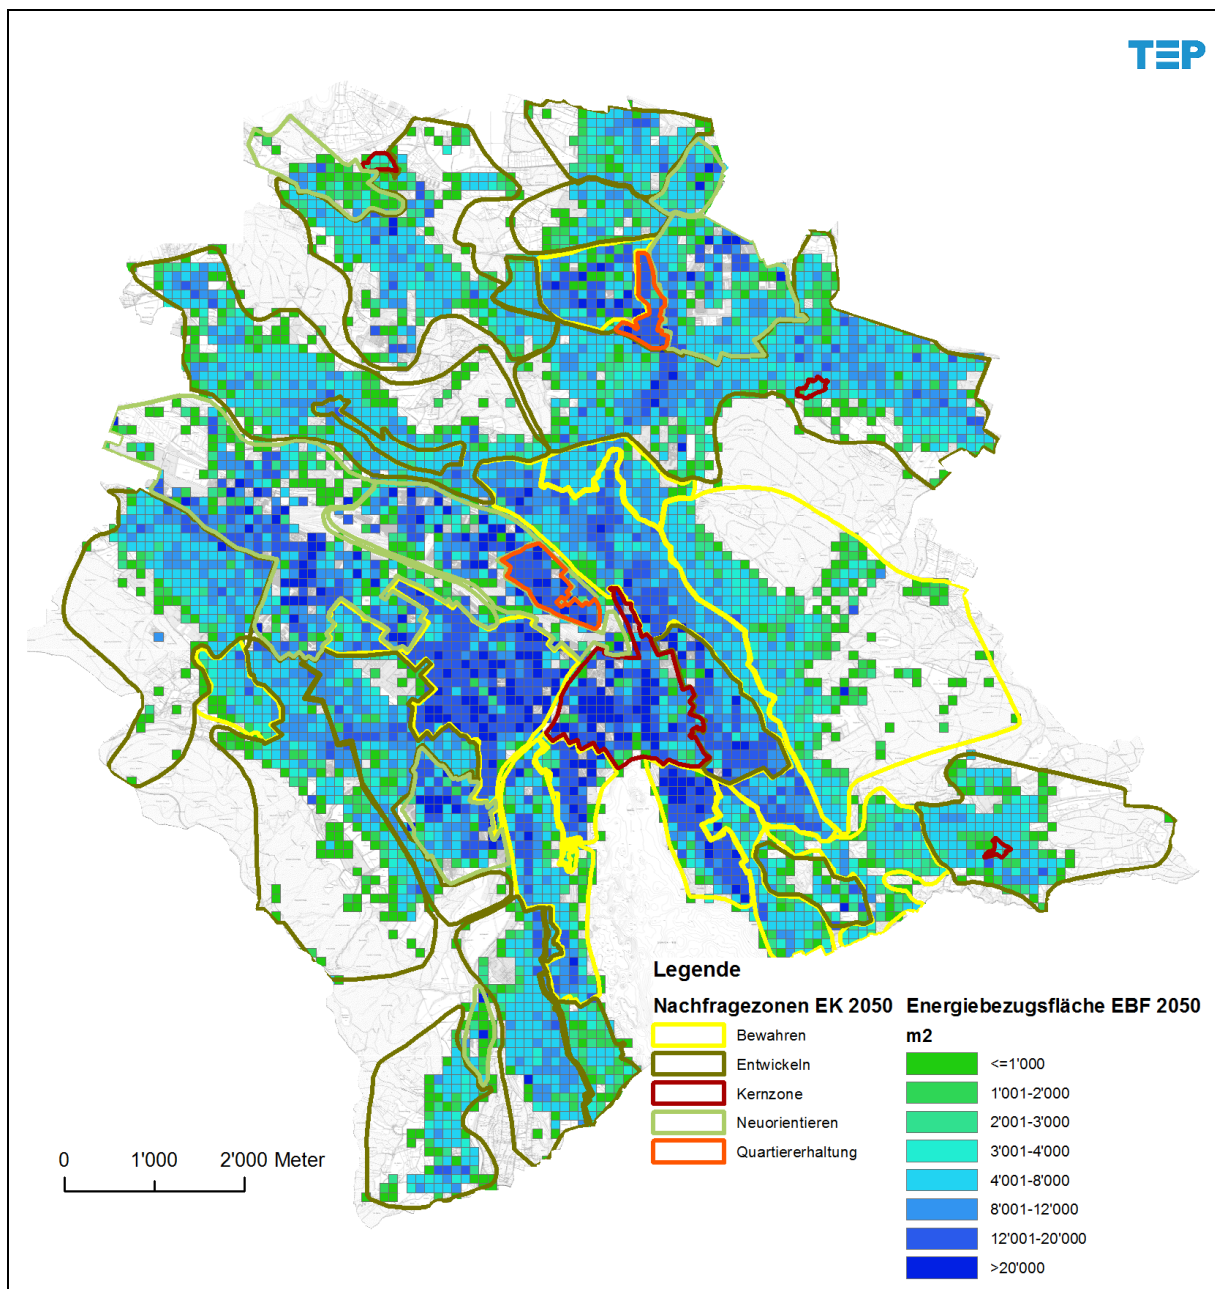 TEP
Legende
Nachfragezonen EK 2050
Bewahren
Entwickeln
Kernzone
Neuorientieren
Quartiererhaltung
Energiebezugsfläche EBF 2050
m2
<=1'000
1'001-2'000
2'001-3'000
3'001-4'000
4'001-8'000
8'001-12'000
12'001-20'000
>20'000
0 1'000 2'000 Meter